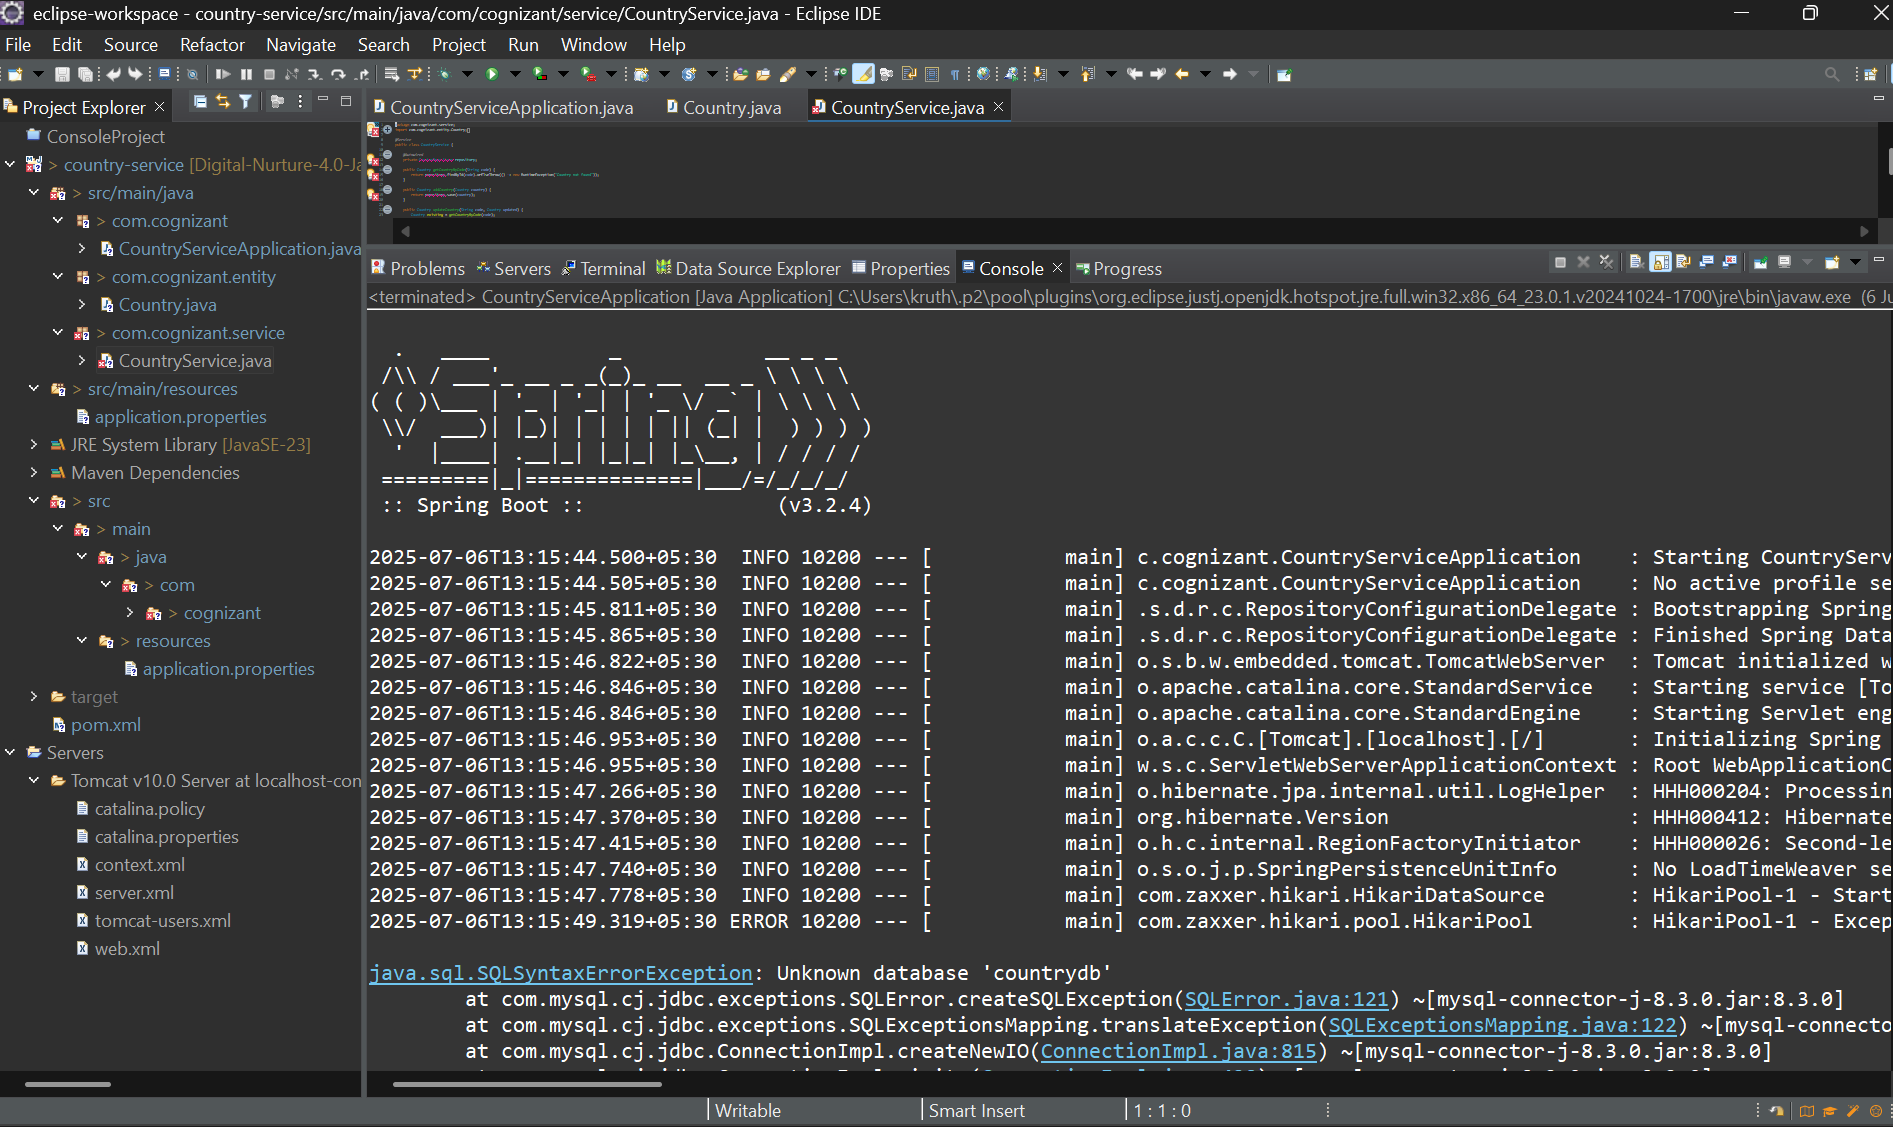 eclipse-workspace - country-service/src/main/java/com/cognizant/service/CountryService.java - Eclipse IDE
File Edit Source Refactor Navigate Search Project Run Window Help
Project Explorer
CountryServiceApplication.java Country.java CountryService.java
ConsoleProject
> country-service [Digital-Nurture-4.0-Ja
> src/main/java
> com.cognizant
CountryServiceApplication.java
> com.cognizant.entity
Country.java
> com.cognizant.service
CountryService.java
> src/main/resources
application.properties
JRE System Library [JavaSE-23]
Maven Dependencies
> src
> main
> java
> com
> cognizant
> resources
application.properties
target
pom.xml
Servers
Tomcat v10.0 Server at localhost-con
catalina.policy
catalina.properties
context.xml
server.xml
tomcat-users.xml
web.xml
Problems Servers Terminal Data Source Explorer Properties Console Progress
<terminated> CountryServiceApplication [Java Application] C:\Users\kruth\.p2\pool\plugins\org.eclipse.justj.openjdk.hotspot.jre.full.win32.x86_64_23.0.1.v20241024-1700\jre\bin\javaw.exe (6 Ju
Spring
:: Spring Boot :: (v3.2.4)
2025-07-06T13:15:44.500+05:30 INFO 10200 --- [ main] c.cognizant.CountryServiceApplication : Starting CountryServ
2025-07-06T13:15:44.505+05:30 INFO 10200 --- [ main] c.cognizant.CountryServiceApplication : No active profile se
2025-07-06T13:15:45.811+05:30 INFO 10200 --- [ main] .s.d.r.c.RepositoryConfigurationDelegate : Bootstrapping Spring
2025-07-06T13:15:45.865+05:30 INFO 10200 --- [ main] .s.d.r.c.RepositoryConfigurationDelegate : Finished Spring Data
2025-07-06T13:15:46.822+05:30 INFO 10200 --- [ main] o.s.b.w.embedded.tomcat.TomcatWebServer : Tomcat initialized w
2025-07-06T13:15:46.846+05:30 INFO 10200 --- [ main] o.apache.catalina.core.StandardService : Starting service [To
2025-07-06T13:15:46.846+05:30 INFO 10200 --- [ main] o.apache.catalina.core.StandardEngine : Starting Servlet eng
2025-07-06T13:15:46.953+05:30 INFO 10200 --- [ main] o.a.c.c.C.[Tomcat].[localhost].[/] : Initializing Spring
2025-07-06T13:15:46.955+05:30 INFO 10200 --- [ main] w.s.c.ServletWebServerApplicationContext : Root WebApplicationC
2025-07-06T13:15:47.266+05:30 INFO 10200 --- [ main] o.hibernate.jpa.internal.util.LogHelper : HHH000204: Processin
2025-07-06T13:15:47.370+05:30 INFO 10200 --- [ main] org.hibernate.Version : HHH000412: Hibernate
2025-07-06T13:15:47.415+05:30 INFO 10200 --- [ main] o.h.c.internal.RegionFactoryInitiator : HHH000026: Second-le
2025-07-06T13:15:47.740+05:30 INFO 10200 --- [ main] o.s.o.j.p.SpringPersistenceUnitInfo : No LoadTimeWeaver se
2025-07-06T13:15:47.778+05:30 INFO 10200 --- [ main] com.zaxxer.hikari.HikariDataSource : HikariPool-1 - Start
2025-07-06T13:15:49.319+05:30 ERROR 10200 --- [ main] com.zaxxer.hikari.pool.HikariPool : HikariPool-1 - Excep
java.sql.SQLSyntaxErrorException: Unknown database 'countrydb'
at com.mysql.cj.jdbc.exceptions.SQLError.createSQLException(SQLError.java:121) ~[mysql-connector-j-8.3.0.jar:8.3.0]
at com.mysql.cj.jdbc.exceptions.SQLExceptionsMapping.translateException(SQLExceptionsMapping.java:122) ~[mysql-connecto
at com.mysql.cj.jdbc.ConnectionImpl.createNewIO(ConnectionImpl.java:815) ~[mysql-connector-j-8.3.0.jar:8.3.0]
Writable Smart Insert 1 : 1 : 0